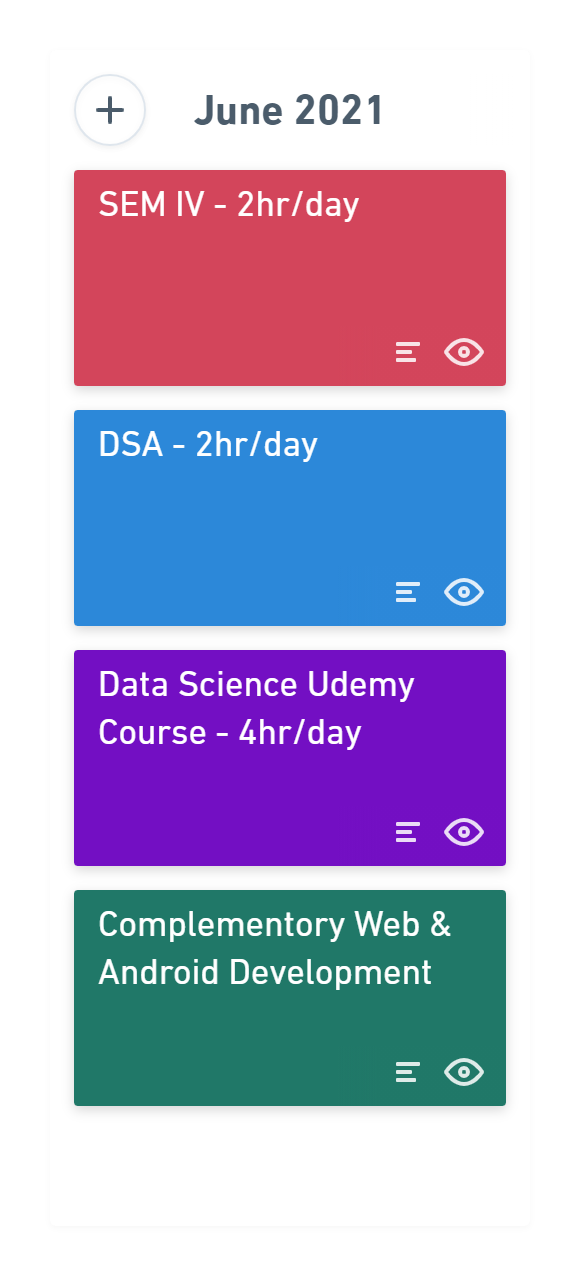 June 2021
SEM IV - 2hr/day
DSA - 2hr/day
Data Science Udemy
Course - 4hr/day
Complementory Web &
Android Development